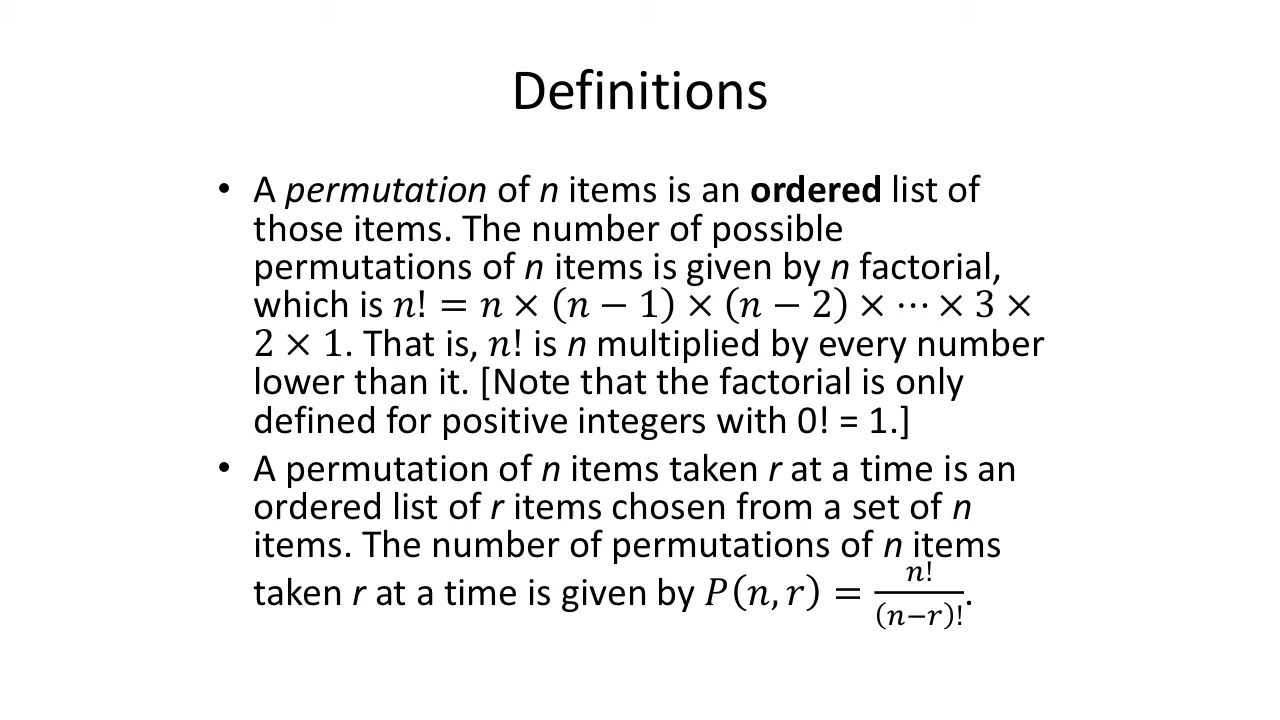 Definitions
• A permutation of n items is an ordered list of
those items. The number of possible
permutations of n items is given by n factorial,
which is n! = n × (n − 1) × (n − 2) × ⋯ × 3 ×
2 × 1. That is, n! is n multiplied by every number
lower than it. [Note that the factorial is only
defined for positive integers with 0! = 1.]
• A permutation of n items taken r at a time is an
ordered list of r items chosen from a set of n
items. The number of permutations of n items
taken r at a time is given by P(n, r) = n!/(n−r)!.